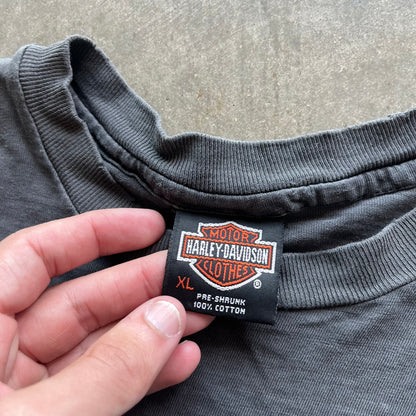 MOTOR
HARLEY-DAVIDSON
CLOTHES
®
XL
PRE-SHRUNK
100% COTTON